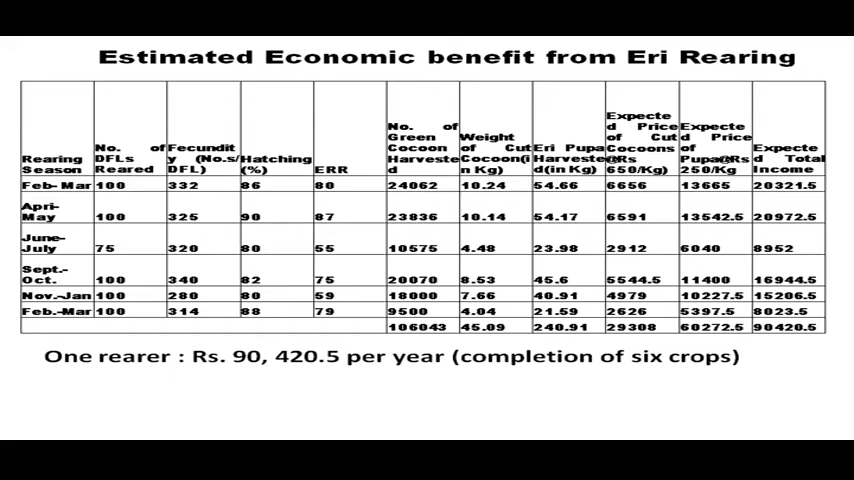 Estimated Economic benefit from Eri Rearing
Rearing Season | No. of DFLs Reared | Fecundit y (No.s/ DFL) | Hatching (%) | ERR | No. of Green Cocoon Harveste d | Weight of Cut Cocoon(i n Kg) | Eri Pupa Harveste d(in Kg) | Expecte d Price of Cut Cocoons @Rs 650/Kg) | Expecte d Price of Pupa@Rs 250/Kg | Expecte d Total Income
Feb-Mar | 100 | 332 | 86 | 80 | 24062 | 10.24 | 54.66 | 6656 | 13665 | 20321.5
April- May | 100 | 325 | 90 | 87 | 23836 | 10.14 | 54.17 | 6591 | 13542.5 | 20972.5
June- July | 75 | 320 | 80 | 55 | 10575 | 4.48 | 23.98 | 2912 | 6040 | 8952
Sept.- Oct. | 100 | 340 | 82 | 75 | 20070 | 8.53 | 45.6 | 5544.5 | 11400 | 16944.5
Nov.-Jan | 100 | 280 | 80 | 59 | 18000 | 7.66 | 40.91 | 4979 | 10227.5 | 15206.5
Feb.-Mar | 100 | 314 | 88 | 79 | 9500 | 4.04 | 21.59 | 2626 | 5397.5 | 8023.5
106043 | 45.09 | 240.91 | 29308 | 60272.5 | 90420.5
One rearer : Rs. 90, 420.5 per year (completion of six crops)